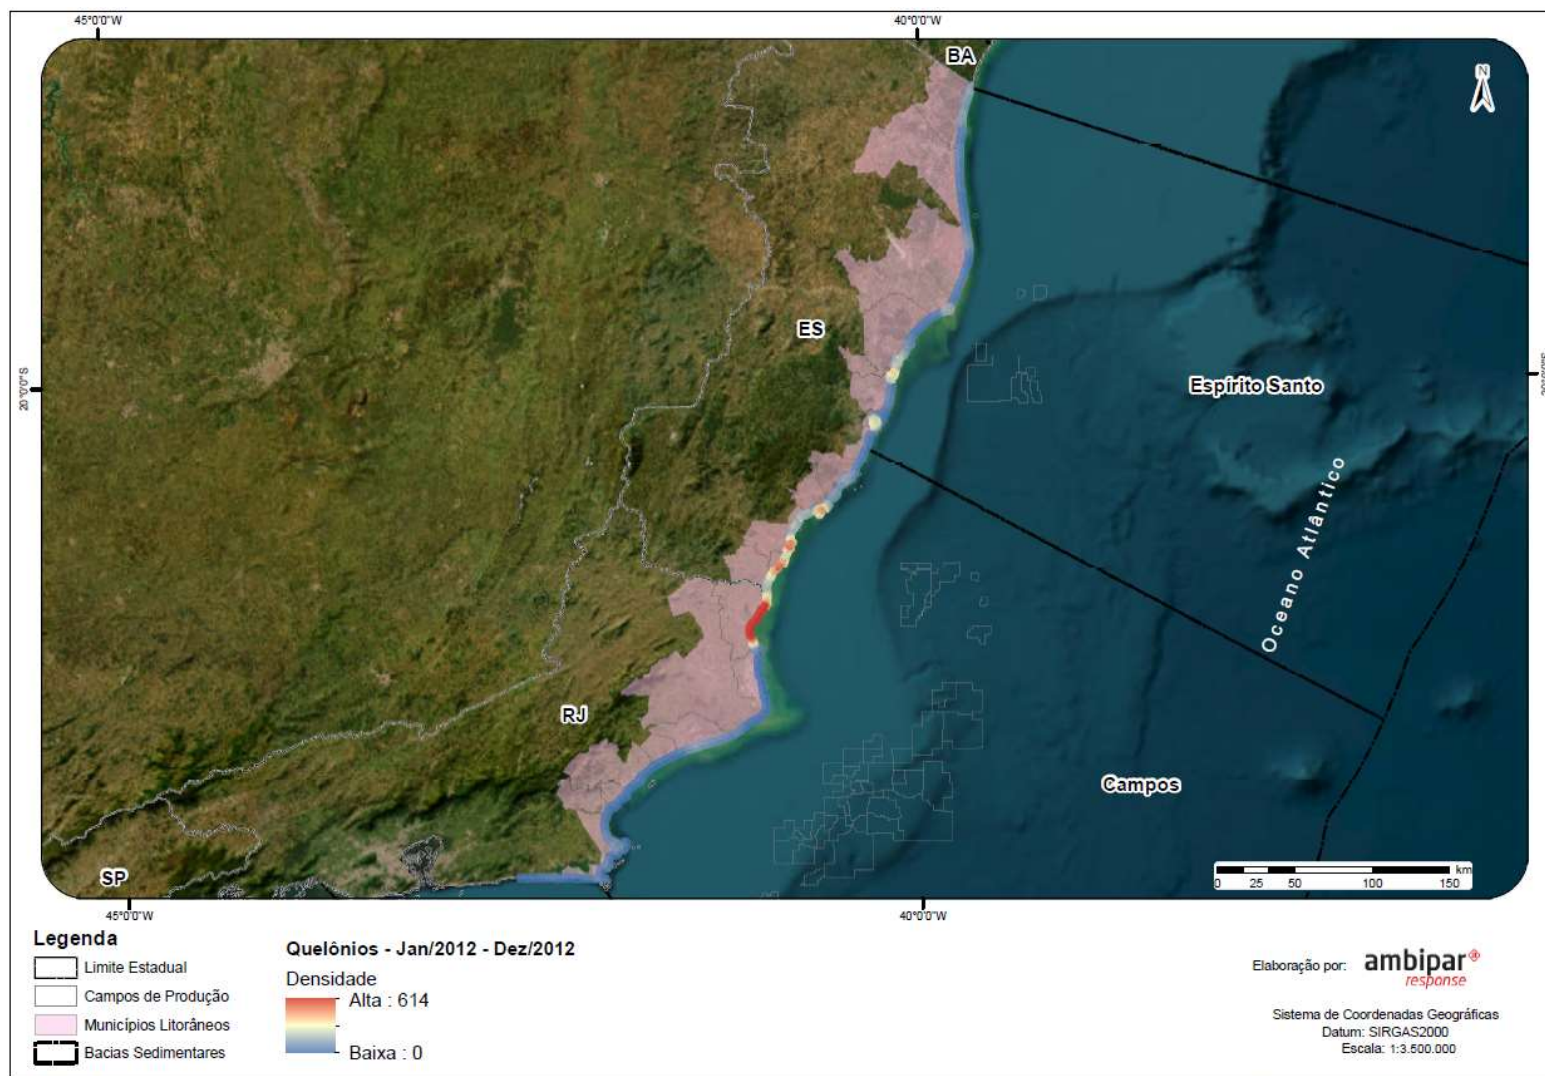 45°0'0"W
40°0'0"W
BA
N
ES
20°0'0"S
Espírito Santo
Oceano Atlântico
RJ
Campos
SP
km
0 25 50 100 150
45°0'0"W
40°0'0"W
Legenda
Limite Estadual
Campos de Produção
Municípios Litorâneos
Bacias Sedimentares
Quelônios - Jan/2012 - Dez/2012
Densidade
Alta : 614
Baixa : 0
Elaboração por:
ambipar
response
Sistema de Coordenadas Geográficas
Datum: SIRGAS2000
Escala: 1:3.500.000